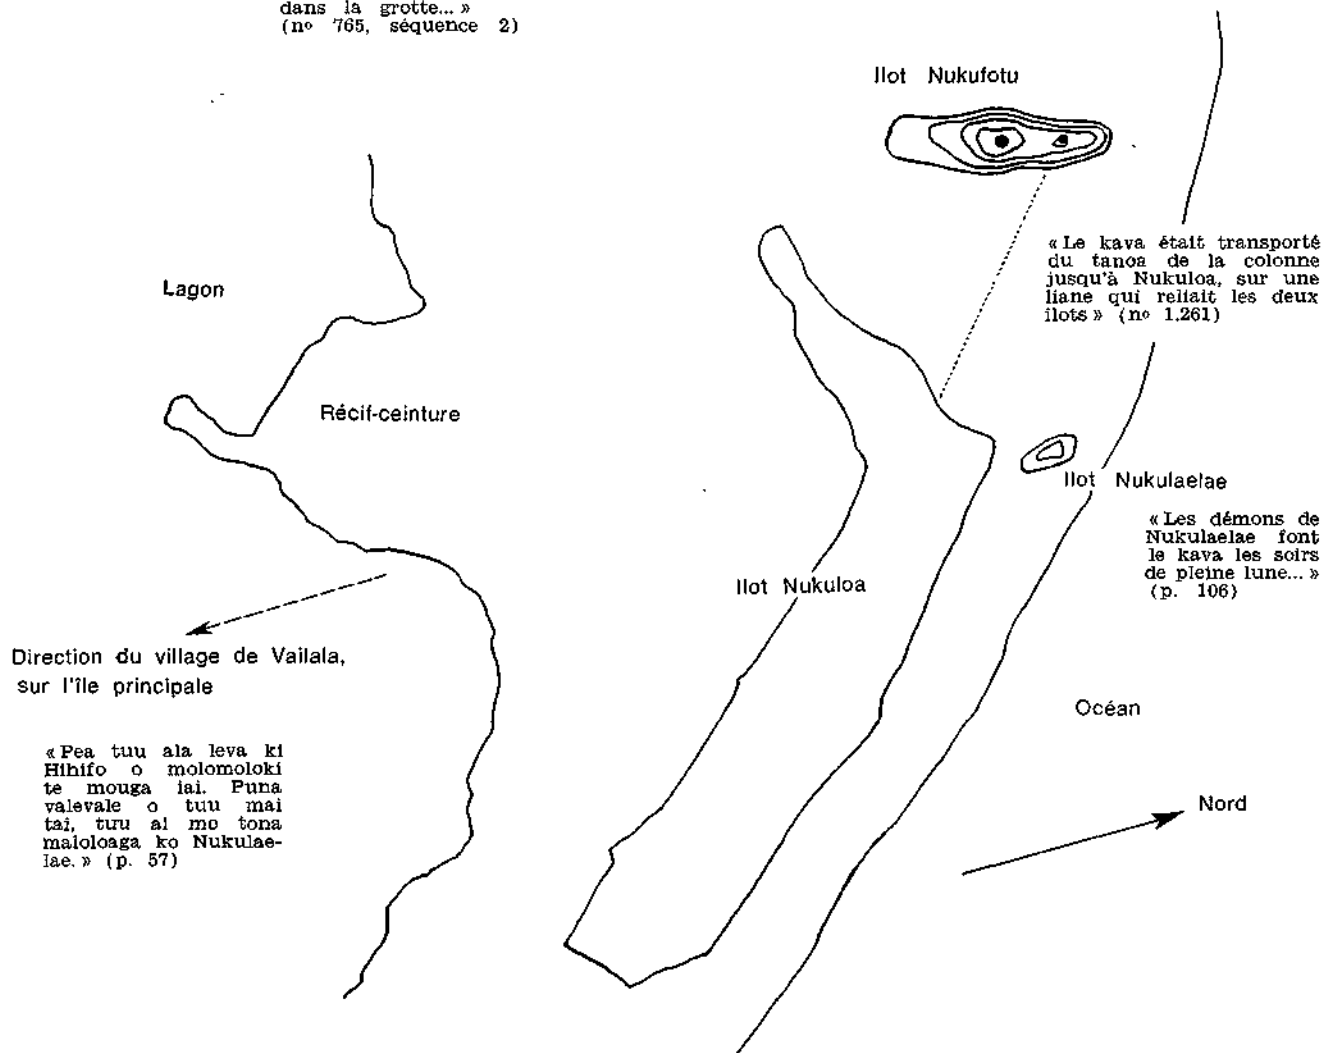 dans la grotte... »
(no 765, séquence 2)
Ilot Nukufotu
« Le kava était transporté
du tanoa de la colonne
jusqu'à Nukuloa, sur une
liane qui reliait les deux
ilots » (no 1.261)
Lagon
Récif-ceinture
Ilot Nukulaelae
« Les démons de
Nukulaelae font
le kava les soirs
de pleine lune... »
(p. 106)
Ilot Nukuloa
Direction du village de Vailala,
sur l'île principale
Océan
« Pea tuu ala leva ki
Hihifo o molomoloki
te mouga iai. Puna
valevale o tuu mai
tai, tuu ai mo tona
maloloaga ko Nukulae-
lae. » (p. 57)
Nord